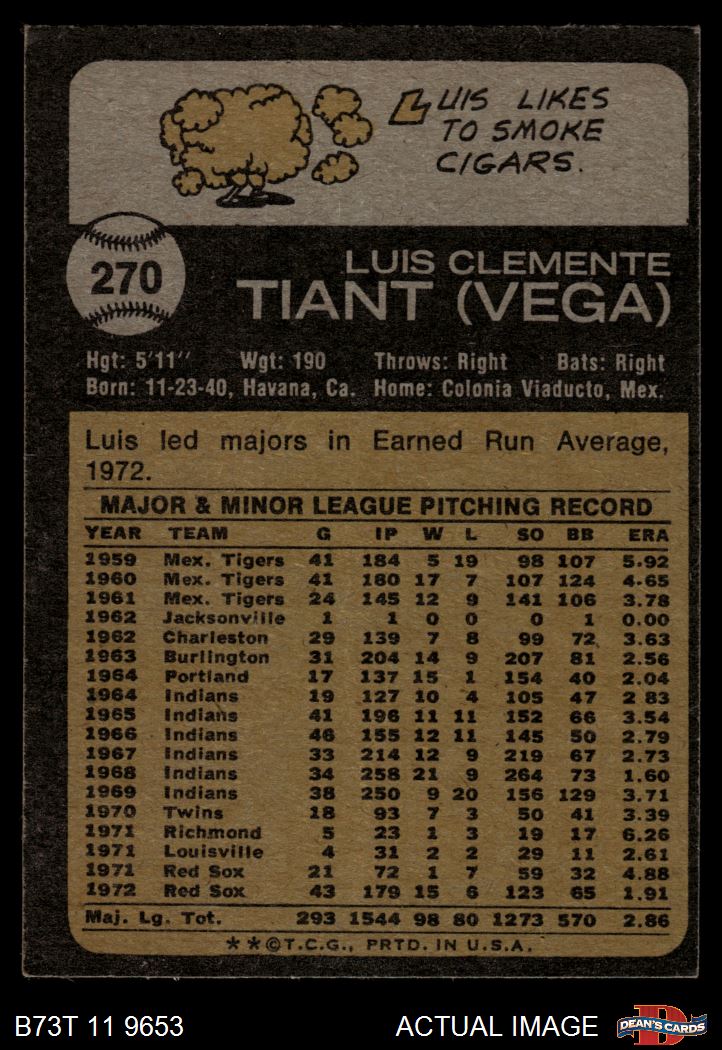 LUIS LIKES
TO SMOKE
CIGARS.
270
LUIS CLEMENTE
TIANT (VEGA)
Hgt: 5'11" Wgt: 190 Throws: Right Bats: Right
Born: 11-23-40, Havana, Ca. Home: Colonia Viaducto, Mex.
Luis led majors in Earned Run Average,
1972.
MAJOR & MINOR LEAGUE PITCHING RECORD
YEAR TEAM G IP W L SO BB ERA
1959 Mex. Tigers 41 184 5 19 98 107 5.92
1960 Mex. Tigers 41 180 17 7 107 124 4.65
1961 Mex. Tigers 24 145 12 9 141 106 3.78
1962 Jacksonville 1 1 0 0 0 1 0.00
1962 Charleston 29 139 7 8 99 72 3.63
1963 Burlington 31 204 14 9 207 81 2.56
1964 Portland 17 137 15 1 154 40 2.04
1964 Indians 19 127 10 4 105 47 2 83
1965 Indians 41 196 11 11 152 66 3.54
1966 Indians 46 155 12 11 145 50 2.79
1967 Indians 33 214 12 9 219 67 2.73
1968 Indians 34 258 21 9 264 73 1.60
1969 Indians 38 250 9 20 156 129 3.71
1970 Twins 18 93 7 3 50 41 3.39
1971 Richmond 5 23 1 3 19 17 6.26
1971 Louisville 4 31 2 2 29 11 2.61
1971 Red Sox 21 72 1 7 59 32 4.88
1972 Red Sox 43 179 15 6 123 65 1.91
Maj. Lg. Tot. 293 1544 98 80 1273 570 2.86
**©T.C.G., PRTD. IN U.S.A.
B73T 11 9653 ACTUAL IMAGE DEAN'S CARDS